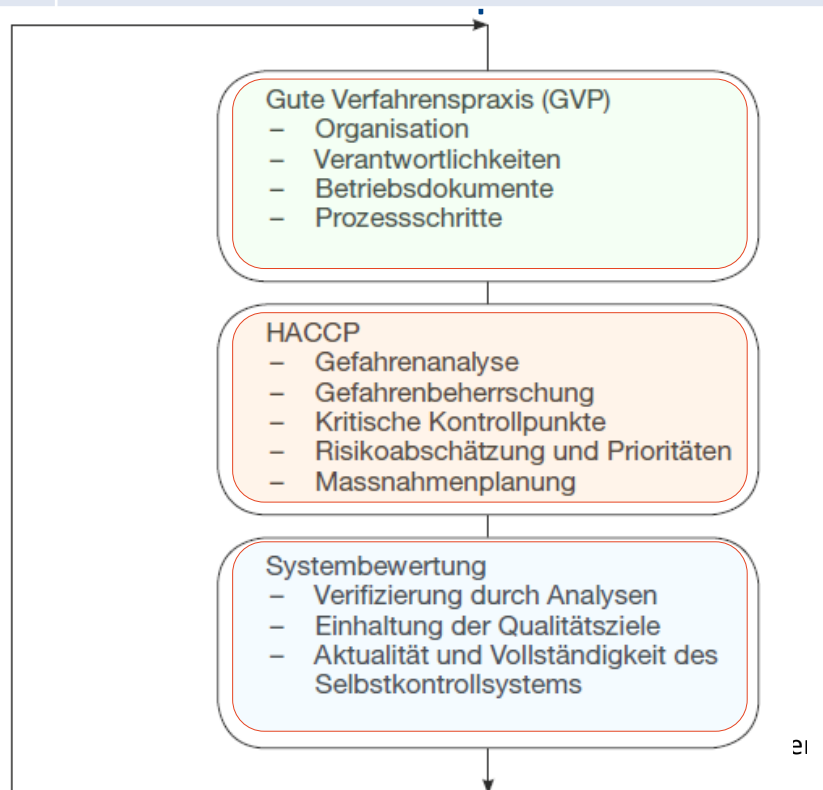 Gute Verfahrenspraxis (GVP)
– Organisation
– Verantwortlichkeiten
– Betriebsdokumente
– Prozessschritte
HACCP
– Gefahrenanalyse
– Gefahrenbeherrschung
– Kritische Kontrollpunkte
– Risikoabschätzung und Prioritäten
– Massnahmenplanung
Systembewertung
– Verifizierung durch Analysen
– Einhaltung der Qualitätsziele
– Aktualität und Vollständigkeit des
Selbstkontrollsystems